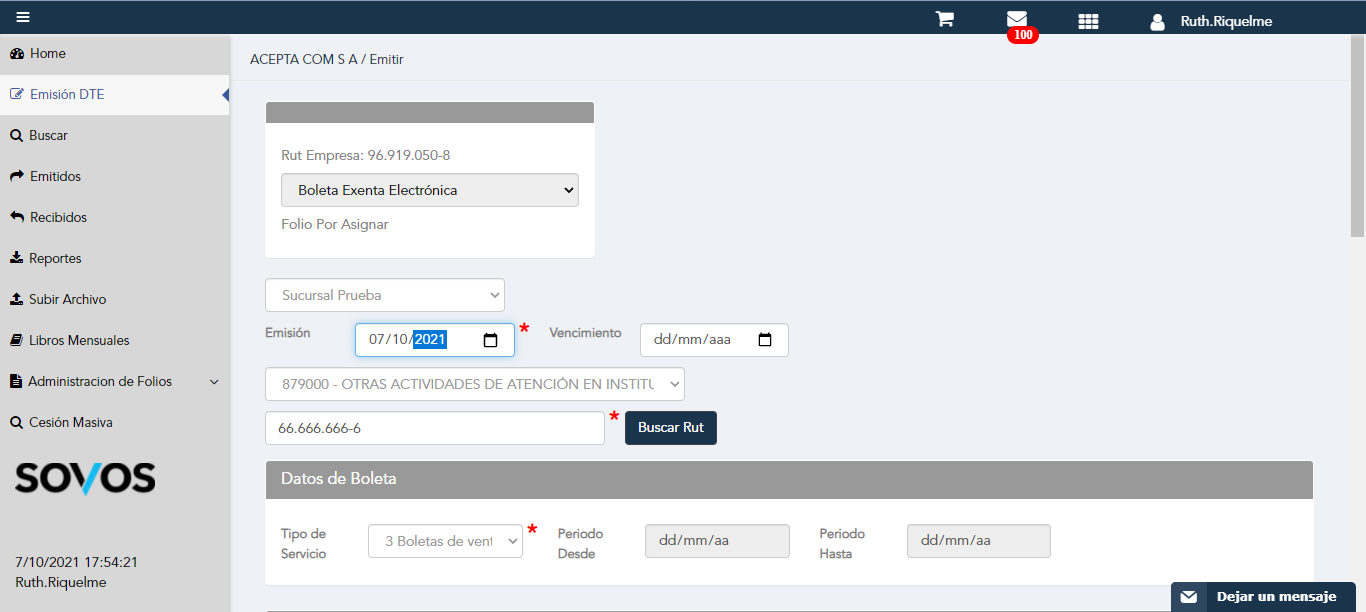 100
Ruth.Riquelme
Home
Emisión DTE
Buscar
Emitidos
Recibidos
Reportes
Subir Archivo
Libros Mensuales
Administracion de Folios
Cesión Masiva
SOVOS
7/10/2021 17:54:21
Ruth.Riquelme
ACEPTA COM S A / Emitir
Rut Empresa: 96.919.050-8
Boleta Exenta Electrónica
Folio Por Asignar
Sucursal Prueba
Emisión 07/10/2021 * Vencimiento dd/mm/aaa
879000 - OTRAS ACTIVIDADES DE ATENCIÓN EN INSTITU
66.666.666-6 * Buscar Rut
Datos de Boleta
Tipo de Servicio 3 Boletas de vent * Periodo Desde dd/mm/aa Periodo Hasta dd/mm/aa
Dejar un mensaje